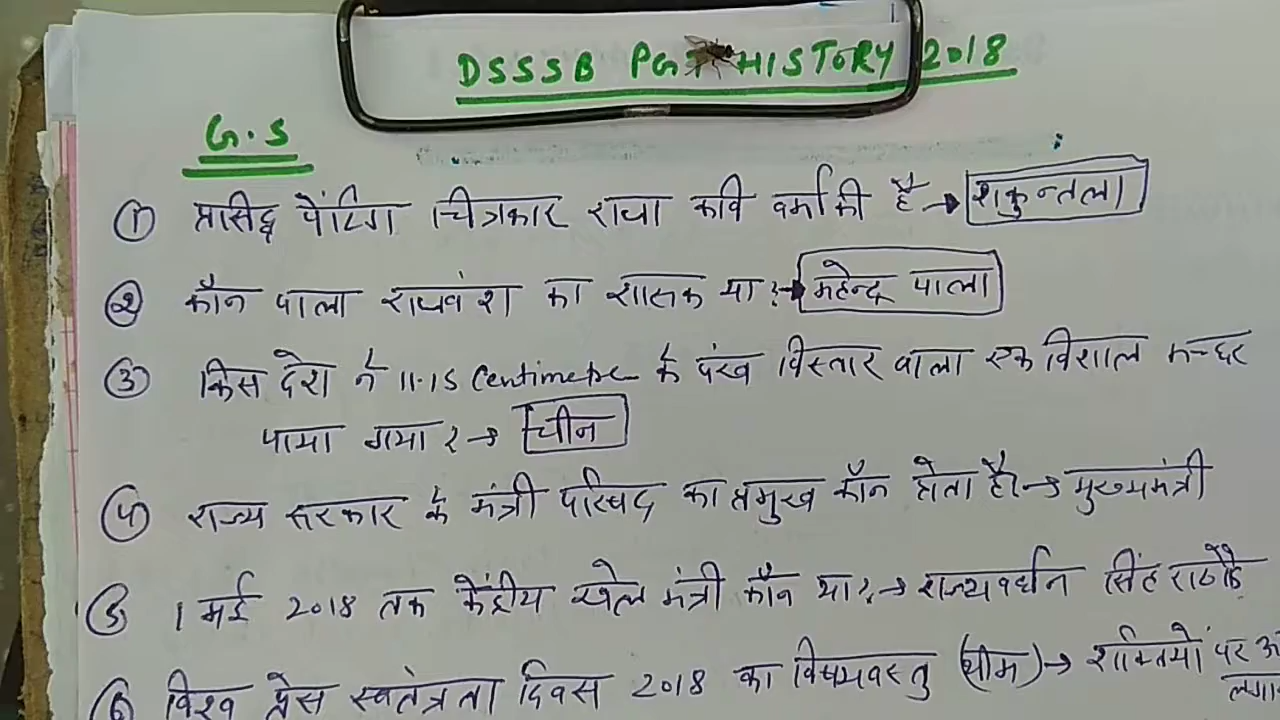 DSSSB PGT HISTORY 2018
G.S
① प्रसिद्ध पेंटिंग चित्रकार राजा कवि वर्मा की है → शकुन्तला
② कौन पाला राजवंश का शासक था ?→ महेन्द्र पाला
③ किस देश ने 11.15 Centimetre के पंख विस्तार वाला एक विशाल मच्छर
पाया गया ? → चीन
④ राज्य सरकार के मंत्री परिषद का प्रमुख कौन होता है ?→ मुख्यमंत्री
⑤ 1 मई 2018 तक केंद्रीय खेल मंत्री कौन था ?→ राज्यवर्धन सिंह राठौर
⑥ विश्व प्रेस स्वतंत्रता दिवस 2018 का विषयवस्तु (थीम) → शक्तियों पर